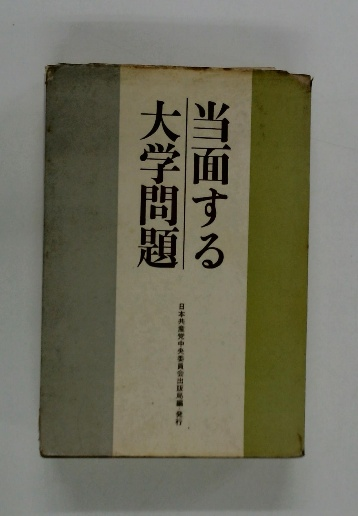 当面する
大学問題
日本共産党中央委員会出版局編 発行